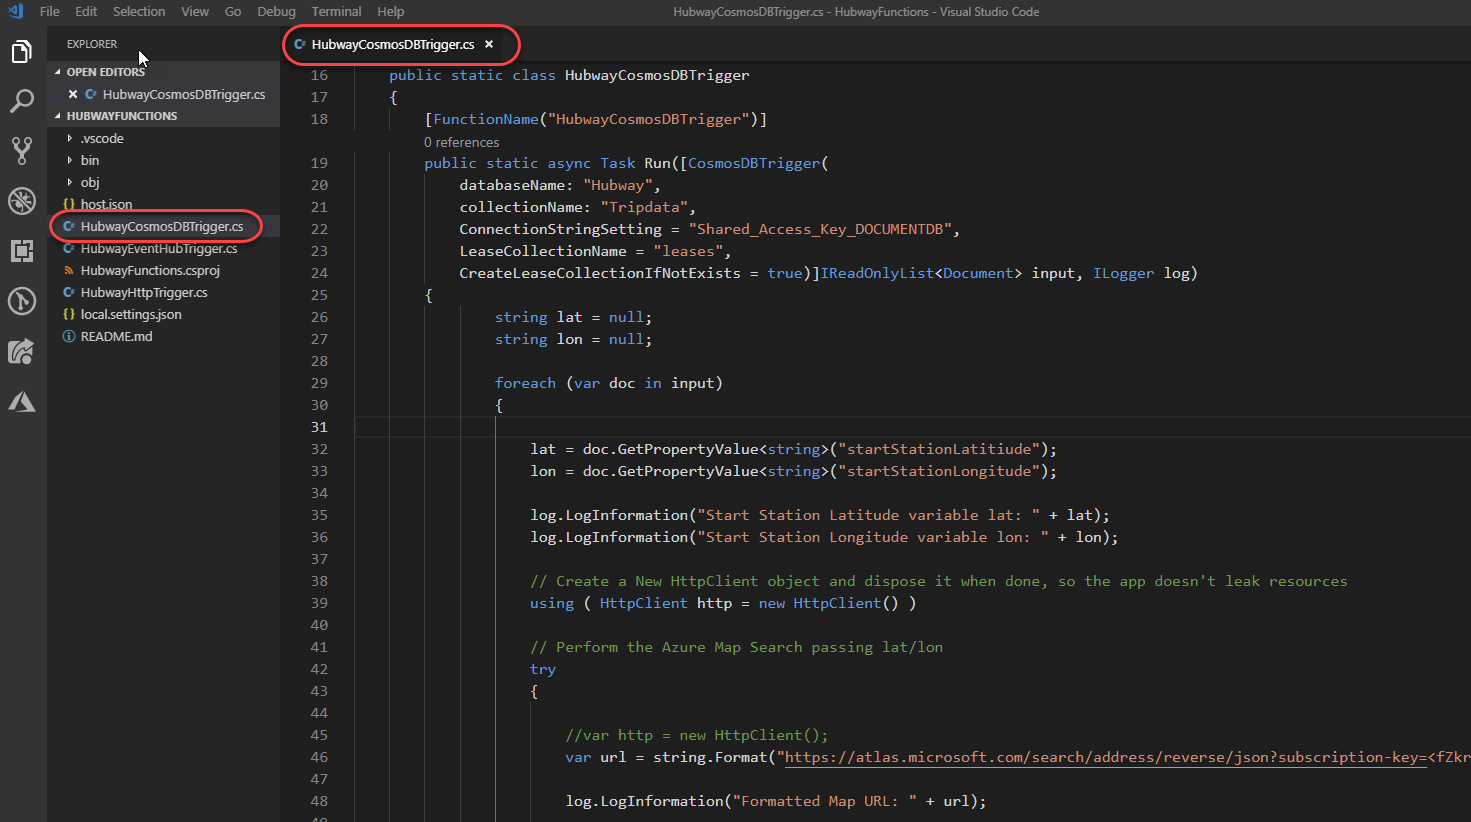 File Edit Selection View Go Debug Terminal Help
HubwayCosmosDBTrigger.cs - HubwayFunctions - Visual Studio Code
EXPLORER
OPEN EDITORS
HubwayCosmosDBTrigger.cs
HUBWAYFUNCTIONS
.vscode
bin
obj
host.json
HubwayCosmosDBTrigger.cs
HubwayEventHubTrigger.cs
HubwayFunctions.csproj
HubwayHttpTrigger.cs
local.settings.json
README.md
HubwayCosmosDBTrigger.cs
16 public static class HubwayCosmosDBTrigger
17 {
18 [FunctionName("HubwayCosmosDBTrigger")]
0 references
19 public static async Task Run([CosmosDBTrigger(
20 databaseName: "Hubway",
21 collectionName: "Tripdata",
22 ConnectionStringSetting = "Shared_Access_Key_DOCUMENTDB",
23 LeaseCollectionName = "leases",
24 CreateLeaseCollectionIfNotExists = true)]IReadOnlyList<Document> input, ILogger log)
25 {
26 string lat = null;
27 string lon = null;
28
29 foreach (var doc in input)
30 {
31
32 lat = doc.GetPropertyValue<string>("startStationLatitiude");
33 lon = doc.GetPropertyValue<string>("startStationLongitude");
34
35 log.LogInformation("Start Station Latitude variable lat: " + lat);
36 log.LogInformation("Start Station Longitude variable lon: " + lon);
37
38 // Create a New HttpClient object and dispose it when done, so the app doesn't leak resources
39 using ( HttpClient http = new HttpClient() )
40
41 // Perform the Azure Map Search passing lat/lon
42 try
43 {
44
45 //var http = new HttpClient();
46 var url = string.Format("https://atlas.microsoft.com/search/address/reverse/json?subscription-key=<fZkr
47
48 log.LogInformation("Formatted Map URL: " + url);